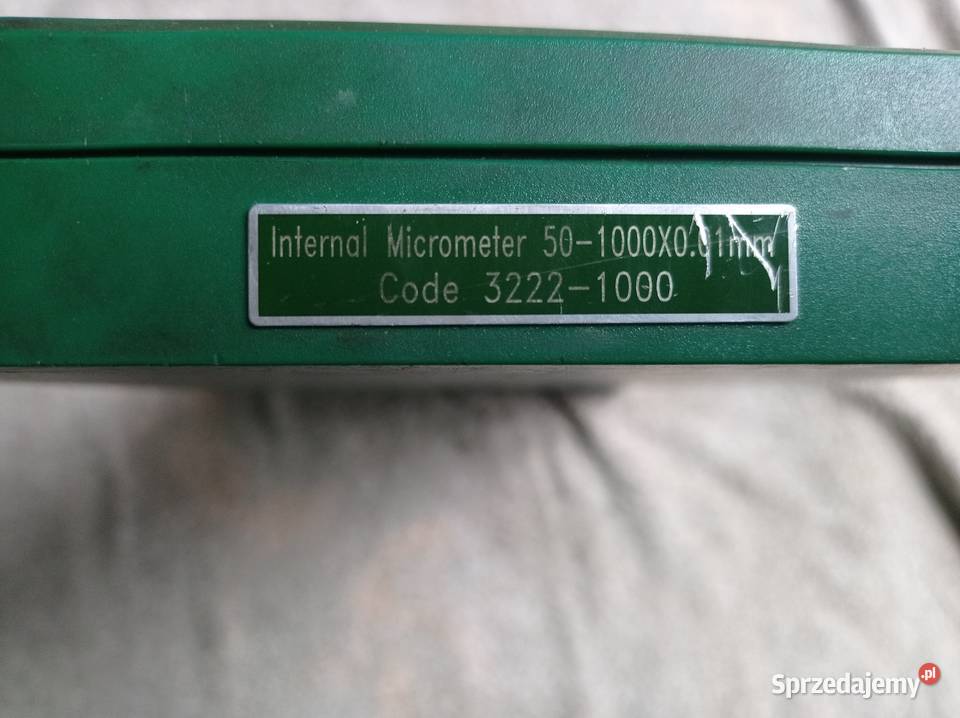 Internal Micrometer 50-1000X0.01mm
Code 3222-1000
Sprzedajemy.pl